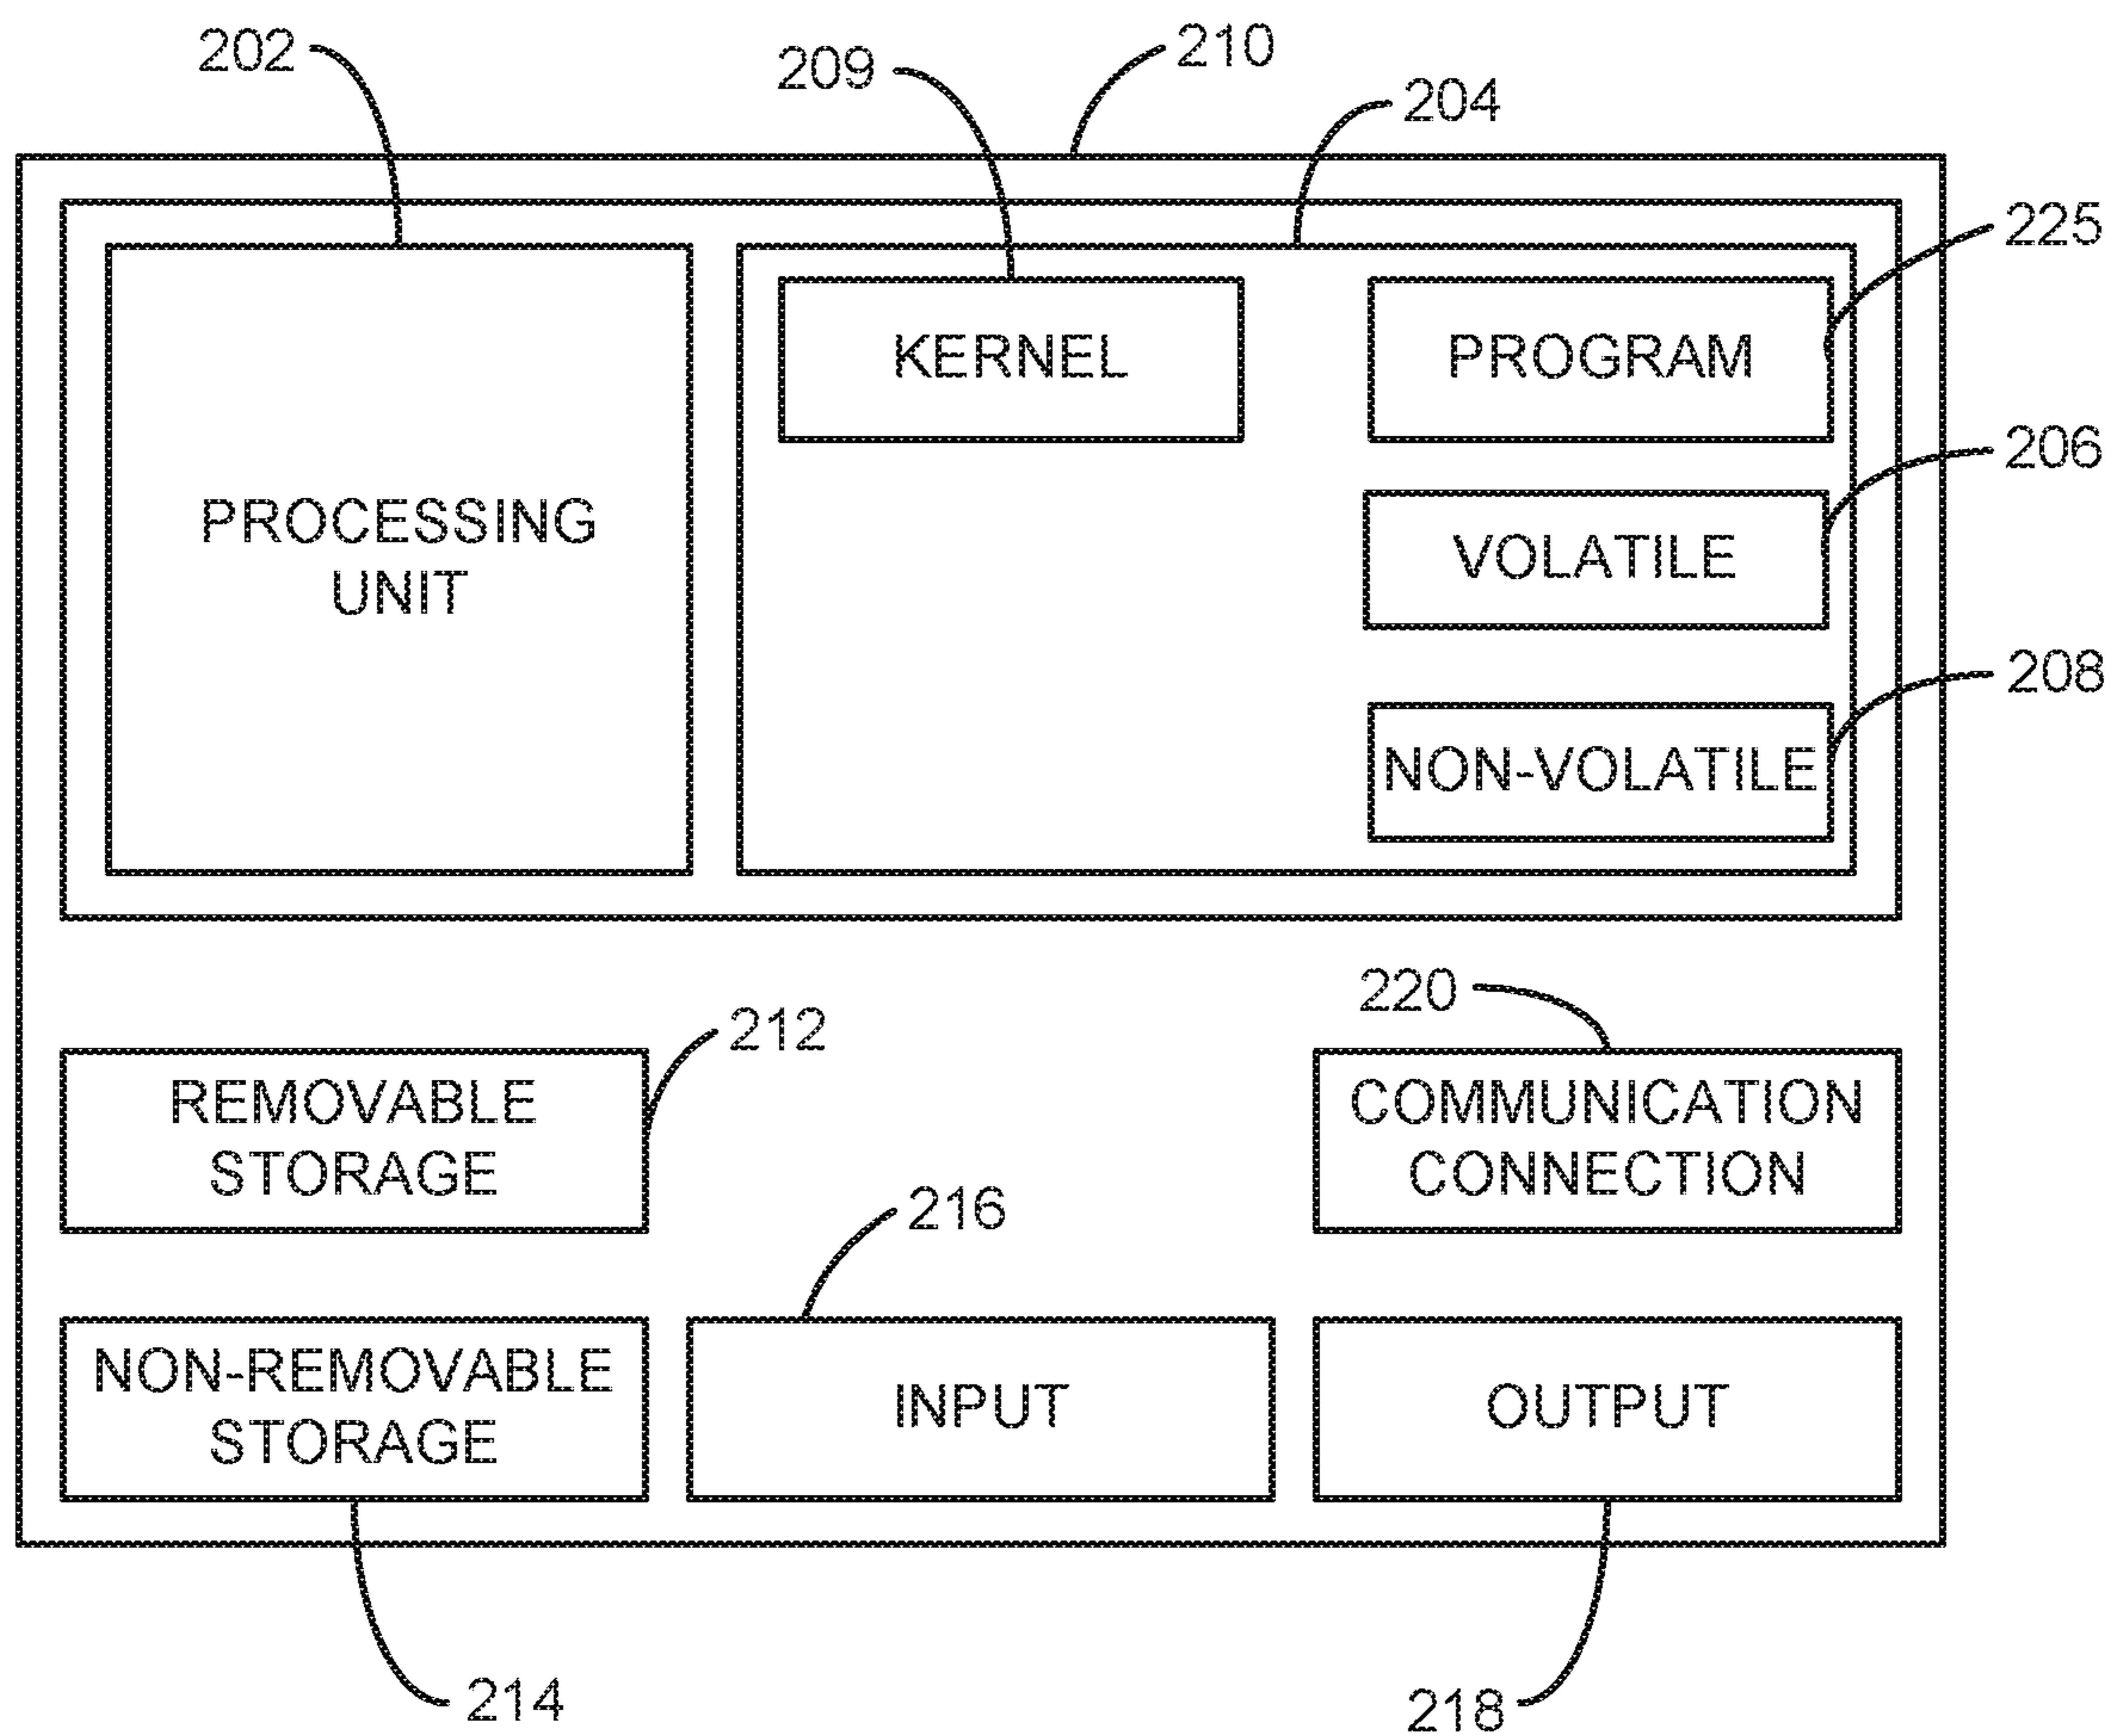 202
209
210
204
225
KERNEL
PROGRAM
206
PROCESSING
UNIT
VOLATILE
208
NON-VOLATILE
212
220
REMOVABLE
STORAGE
COMMUNICATION
CONNECTION
216
NON-REMOVABLE
STORAGE
INPUT
OUTPUT
214
218